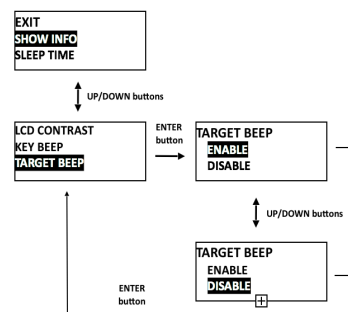 EXIT
SHOW INFO
SLEEP TIME
UP/DOWN buttons
LCD CONTRAST
KEY BEEP
TARGET BEEP
ENTER
button
TARGET BEEP
ENABLE
DISABLE
UP/DOWN buttons
TARGET BEEP
ENABLE
DISABLE
ENTER
button